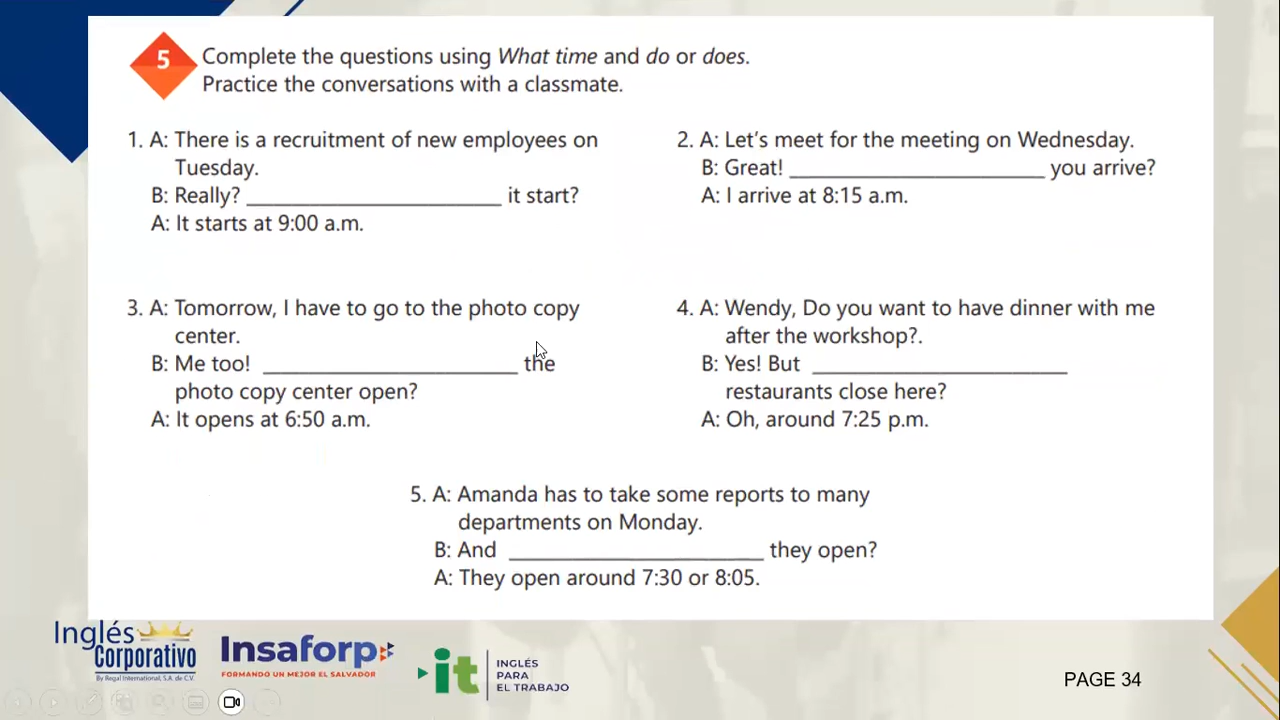 5
Complete the questions using What time and do or does.
Practice the conversations with a classmate.
1. A: There is a recruitment of new employees on
Tuesday.
B: Really? ______________________ it start?
A: It starts at 9:00 a.m.
2. A: Let's meet for the meeting on Wednesday.
B: Great! ______________________ you arrive?
A: I arrive at 8:15 a.m.
3. A: Tomorrow, I have to go to the photo copy
center.
B: Me too! ______________________ the
photo copy center open?
A: It opens at 6:50 a.m.
4. A: Wendy, Do you want to have dinner with me
after the workshop?.
B: Yes! But ______________________
restaurants close here?
A: Oh, around 7:25 p.m.
5. A: Amanda has to take some reports to many
departments on Monday.
B: And ______________________ they open?
A: They open around 7:30 or 8:05.
Inglés
Corporativo
By Regal International, S.A. de C.V.
Insaforp
FORMANDO UN MEJOR EL SALVADOR
it
INGLÉS
PARA
EL TRABAJO
PAGE 34